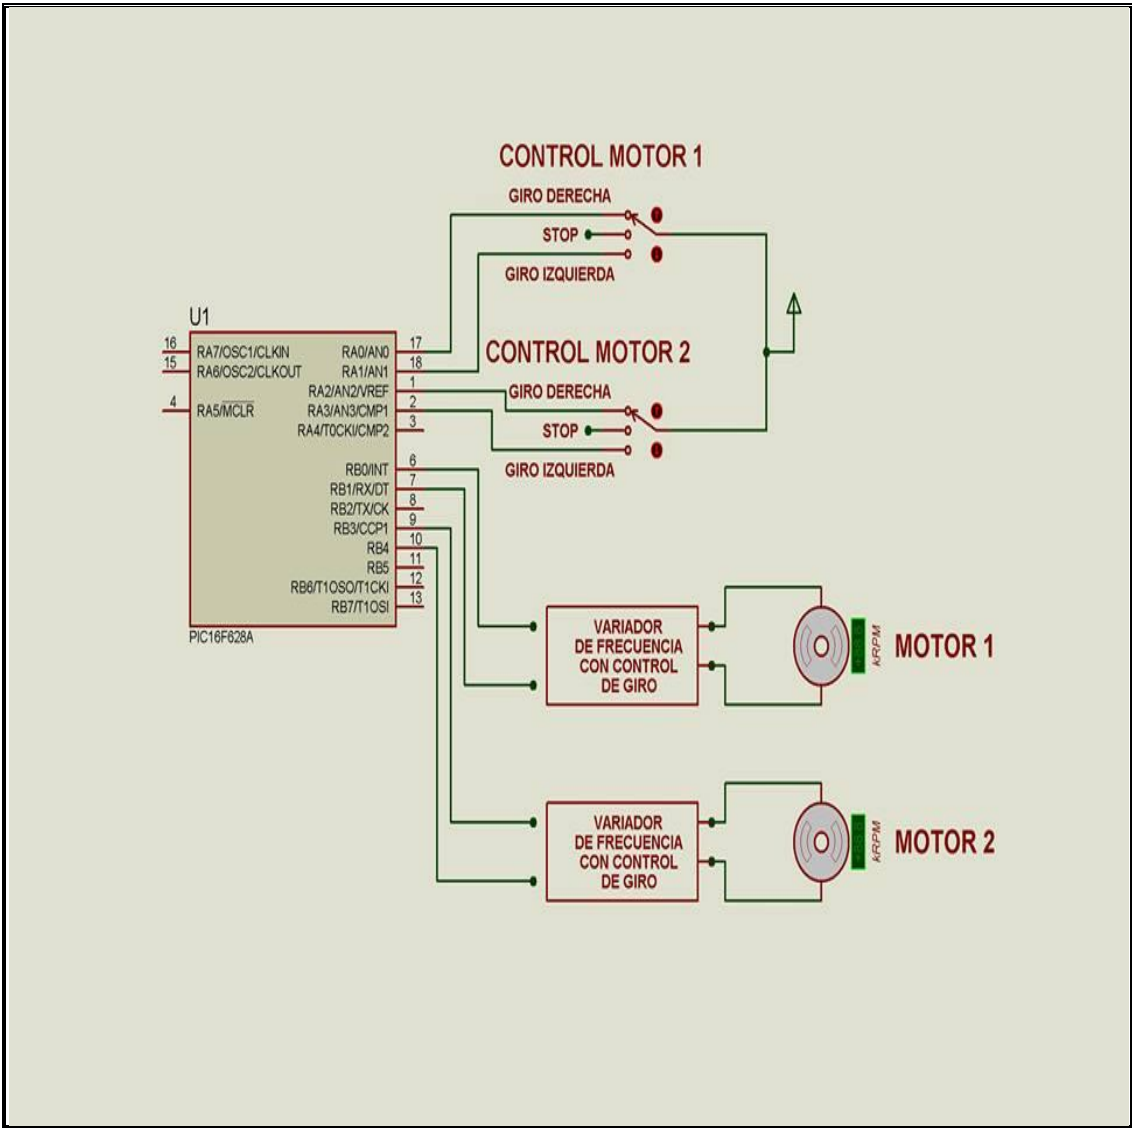 CONTROL MOTOR 1
GIRO DERECHA
STOP
GIRO IZQUIERDA
U1
16
RA7/OSC1/CLKIN
RA0/AN0
17
15
RA6/OSC2/CLKOUT
RA1/AN1
18
RA2/AN2/VREF
1
4
RA5/MCLR
RA3/AN3/CMP1
2
RA4/T0CKI/CMP2
3
RB0/INT
6
RB1/RX/DT
7
RB2/TX/CK
8
RB3/CCP1
9
RB4
10
RB5
11
RB6/T1OSO/T1CKI
12
RB7/T1OSI
13
PIC16F628A
CONTROL MOTOR 2
GIRO DERECHA
STOP
GIRO IZQUIERDA
VARIADOR
DE FRECUENCIA
CON CONTROL
DE GIRO
kRPM
MOTOR 1
VARIADOR
DE FRECUENCIA
CON CONTROL
DE GIRO
kRPM
MOTOR 2